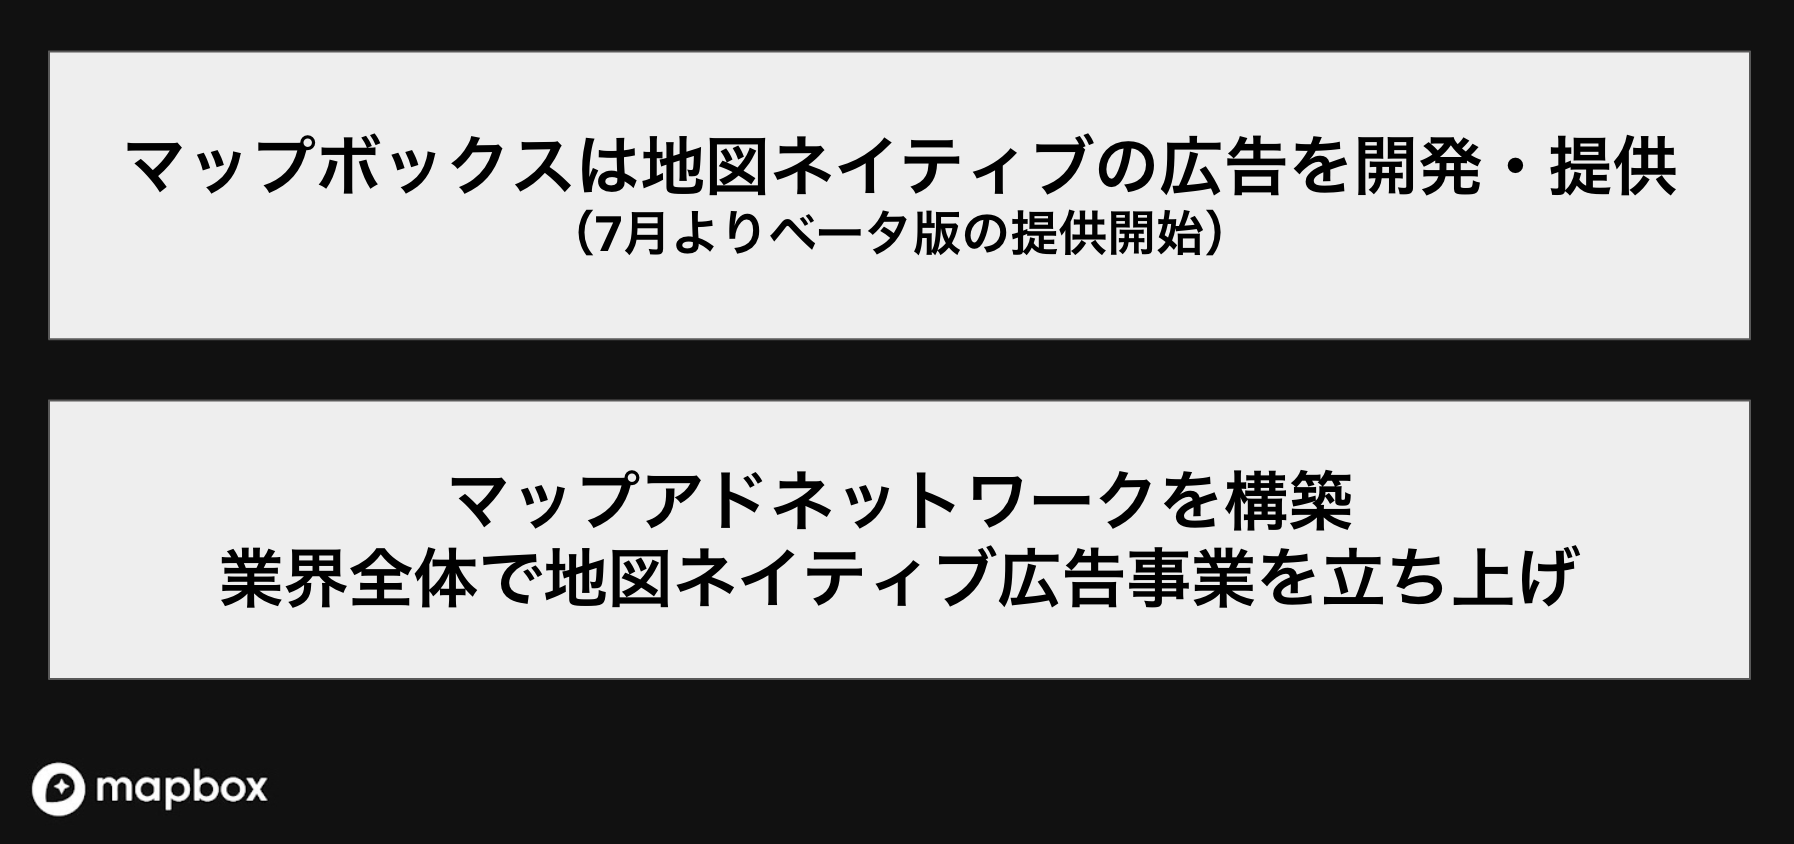 マップボックスは地図ネイティブの広告を開発・提供
（7月よりベータ版の提供開始）
マップアドネットワークを構築
業界全体で地図ネイティブ広告事業を立ち上げ
mapbox